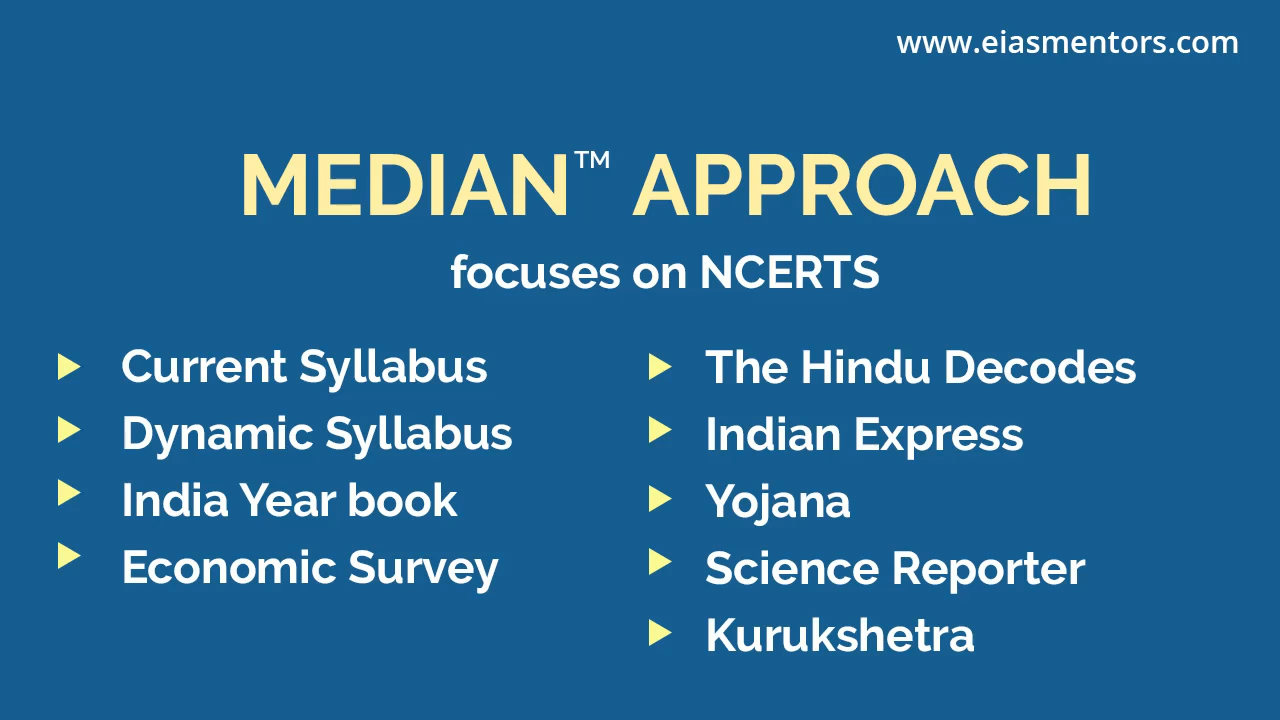 www.eiasmentors.com
MEDIAN™ APPROACH
focuses on NCERTS
Current Syllabus
Dynamic Syllabus
India Year book
Economic Survey
The Hindu Decodes
Indian Express
Yojana
Science Reporter
Kurukshetra